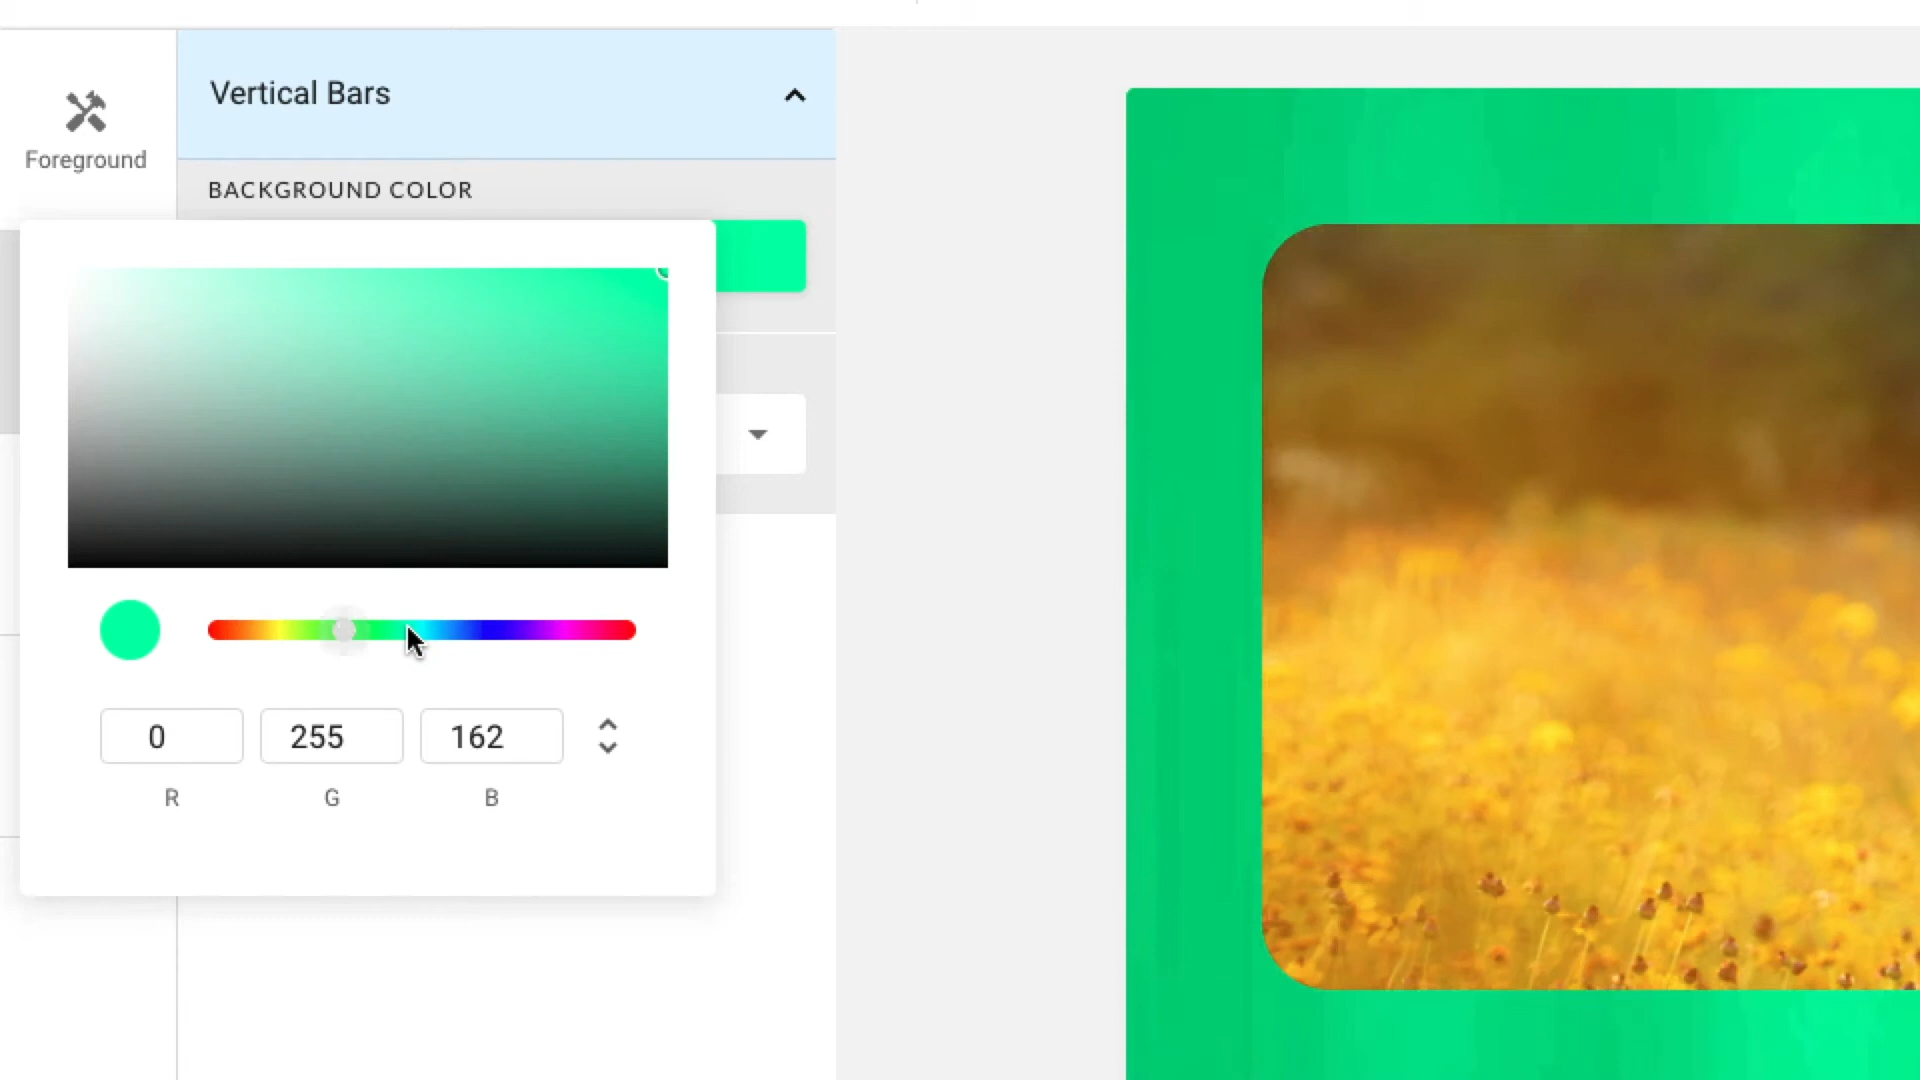 Vertical Bars
Foreground
BACKGROUND COLOR
0
255
162
R
G
B